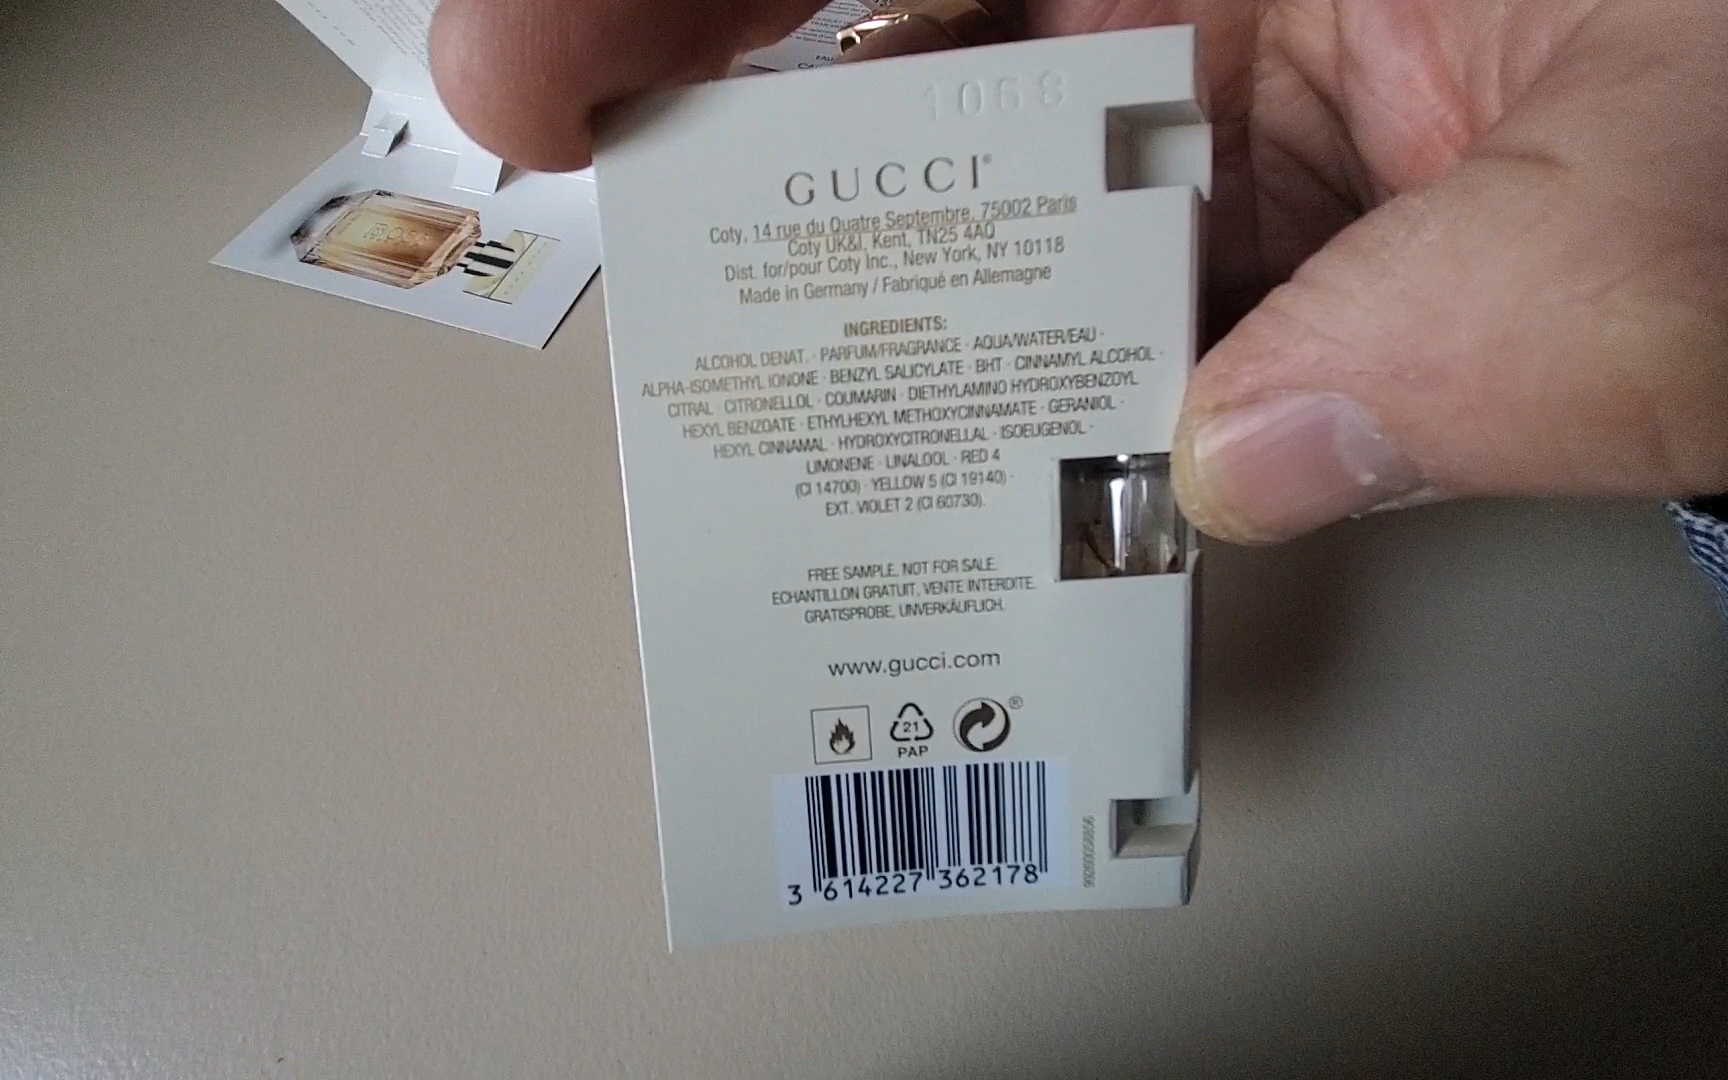 1068
GUCCI®
Coty, 14 rue du Quatre Septembre, 75002 Paris
Coty UK&I, Kent, TN25 4AQ
Dist. for/pour Coty Inc., New York, NY 10118
Made in Germany / Fabriqué en Allemagne
INGREDIENTS:
ALCOHOL DENAT. · PARFUM/FRAGRANCE · AQUA/WATER/EAU ·
ALPHA-ISOMETHYL IONONE · BENZYL SALICYLATE · BHT · CINNAMYL ALCOHOL ·
CITRAL · CITRONELLOL · COUMARIN · DIETHYLAMINO HYDROXYBENZOYL
HEXYL BENZOATE · ETHYLHEXYL METHOXYCINNAMATE · GERANIOL ·
HEXYL CINNAMAL · HYDROXYCITRONELLAL · ISOEUGENOL ·
LIMONENE · LINALOOL · RED 4
(CI 14700) · YELLOW 5 (CI 19140) ·
EXT. VIOLET 2 (CI 60730).
FREE SAMPLE, NOT FOR SALE.
ECHANTILLON GRATUIT, VENTE INTERDITE.
GRATISPROBE, UNVERKÄUFLICH.
www.gucci.com
21
PAP
®
3 614227 362178
BOSS